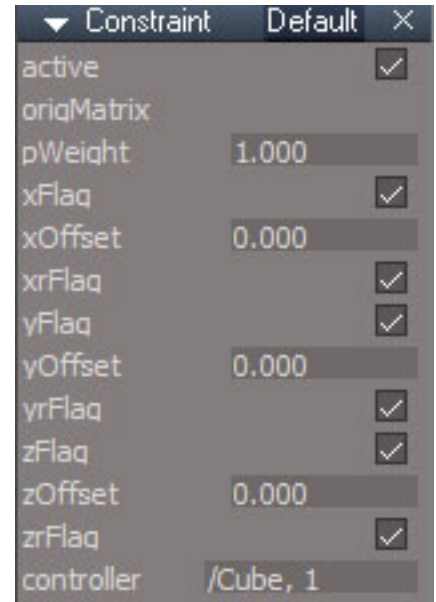 Constraint Default
active
origMatrix
pWeight 1.000
xFlag
xOffset 0.000
xrFlag
yFlag
yOffset 0.000
yrFlag
zFlag
zOffset 0.000
zrFlag
controller /Cube, 1